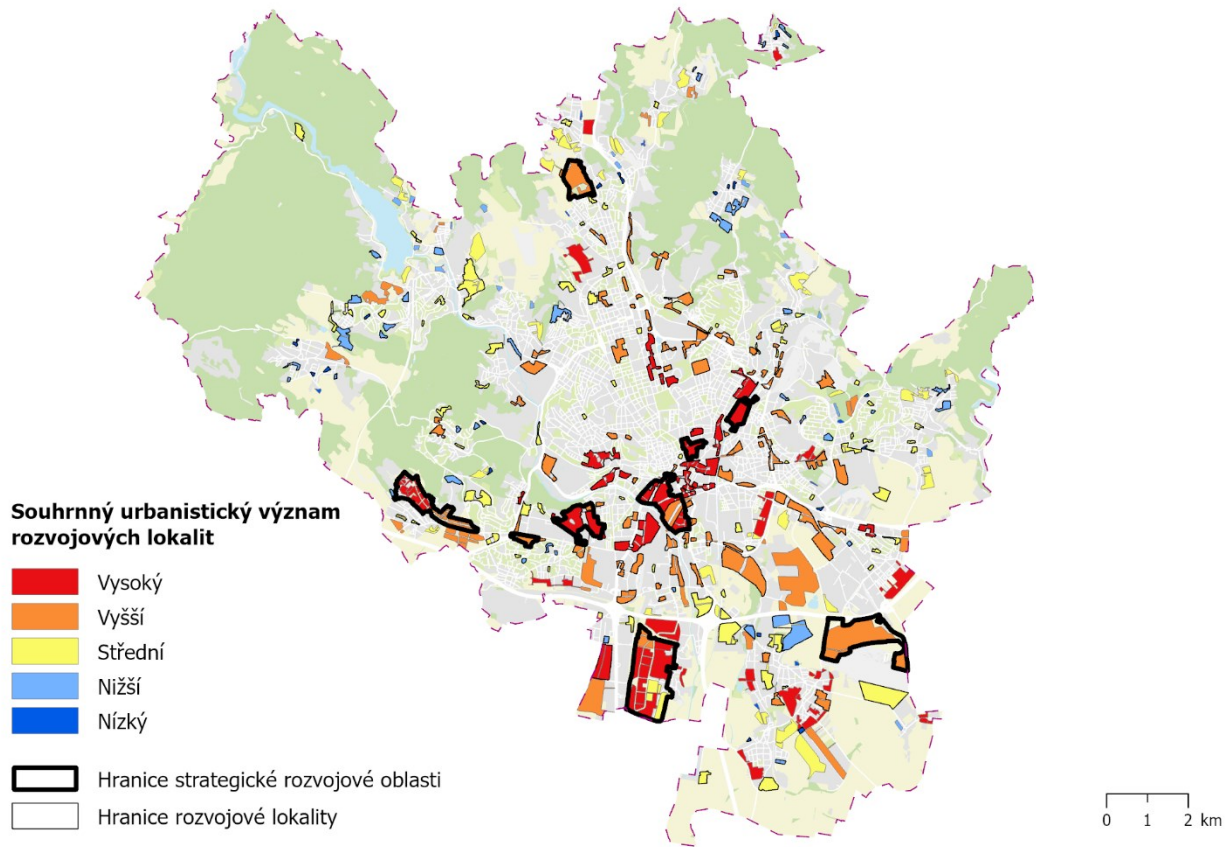 Souhrnný urbanistický význam
rozvojových lokalit
Vysoký
Vyšší
Střední
Nižší
Nízký
Hranice strategické rozvojové oblasti
Hranice rozvojové lokality
0 1 2 km